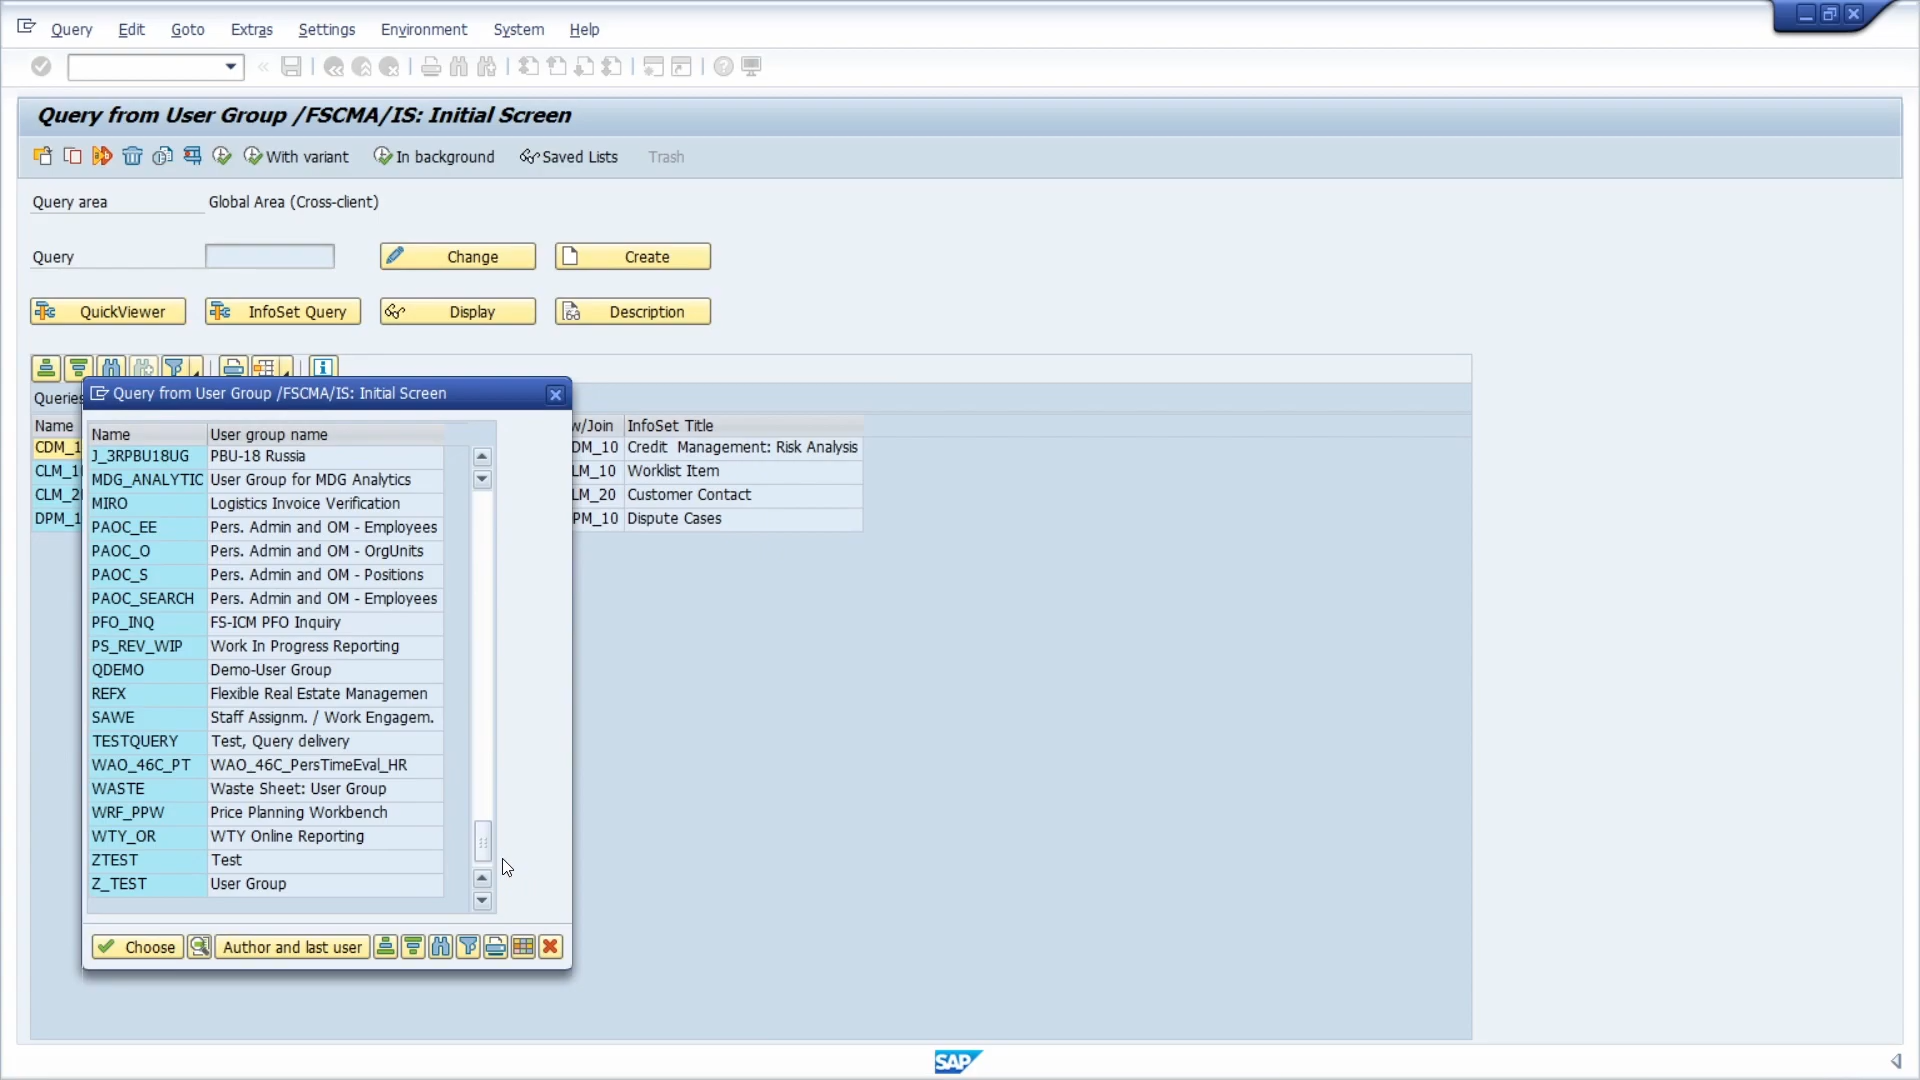 Query Edit Goto Extras Settings Environment System Help
Query from User Group /FSCMA/IS: Initial Screen
With variant In background Saved Lists Trash
Query area Global Area (Cross-client)
Query Change Create
QuickViewer InfoSet Query Display Description
Queries
Name w/Join InfoSet Title
CDM_1 DM_10 Credit Management: Risk Analysis
CLM_1 LM_10 Worklist Item
CLM_2 LM_20 Customer Contact
DPM_1 PM_10 Dispute Cases
Query from User Group /FSCMA/IS: Initial Screen
Name User group name
J_3RPBU18UG PBU-18 Russia
MDG_ANALYTIC User Group for MDG Analytics
MIRO Logistics Invoice Verification
PAOC_EE Pers. Admin and OM - Employees
PAOC_O Pers. Admin and OM - OrgUnits
PAOC_S Pers. Admin and OM - Positions
PAOC_SEARCH Pers. Admin and OM - Employees
PFO_INQ FS-ICM PFO Inquiry
PS_REV_WIP Work In Progress Reporting
QDEMO Demo-User Group
REFX Flexible Real Estate Managemen
SAWE Staff Assignm. / Work Engagem.
TESTQUERY Test, Query delivery
WAO_46C_PT WAO_46C_PersTimeEval_HR
WASTE Waste Sheet: User Group
WRF_PPW Price Planning Workbench
WTY_OR WTY Online Reporting
ZTEST Test
Z_TEST User Group
Choose Author and last user
SAP